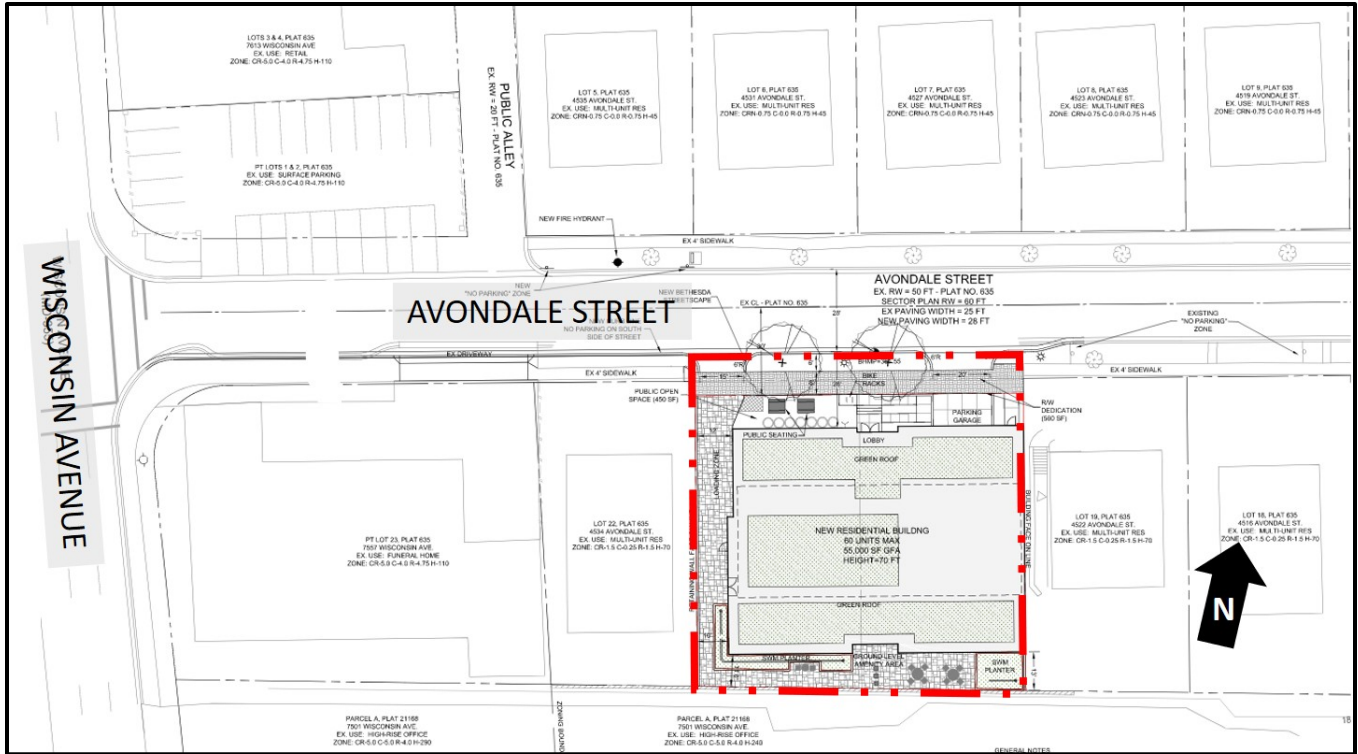 LOTS 3 & 4, PLAT 635
7613 WISCONSIN AVE
EX. USE: RETAIL
ZONE: CR-5.0 C-4.0 R-4.75 H-110
PUBLIC ALLEY
EX. RW = 20 FT - PLAT NO. 635
LOT 5, PLAT 635
4535 AVONDALE ST.
EX. USE: MULTI-UNIT RES
ZONE: CRN-0.75 C-0.0 R-0.75 H-45
LOT 6, PLAT 635
4531 AVONDALE ST.
EX. USE: MULTI-UNIT RES
ZONE: CRN-0.75 C-0.0 R-0.75 H-45
LOT 7, PLAT 635
4527 AVONDALE ST.
EX. USE: MULTI-UNIT RES
ZONE: CRN-0.75 C-0.0 R-0.75 H-45
LOT 8, PLAT 635
4523 AVONDALE ST.
EX. USE: MULTI-UNIT RES
ZONE: CRN-0.75 C-0.0 R-0.75 H-45
LOT 9, PLAT 635
4519 AVONDALE ST.
EX. USE: MULTI-UNIT RES
ZONE: CRN-0.75 C-0.0 R-0.75 H-45
PT LOTS 1 & 2, PLAT 635
EX. USE: SURFACE PARKING
ZONE: CR-5.0 C-4.0 R-4.75 H-110
NEW FIRE HYDRANT
EX 4' SIDEWALK
WISCONSIN AVENUE
NEW
"NO PARKING" ZONE
AVONDALE STREET
NEW BETHESDA
STREETSCAPE
NO PARKING ON SOUTH
SIDE OF STREET
EX CL - PLAT NO. 635
AVONDALE STREET
EX. RW = 50 FT - PLAT NO. 635
SECTOR PLAN RW = 60 FT
EX PAVING WIDTH = 25 FT
NEW PAVING WIDTH = 28 FT
EXISTING
"NO PARKING"
ZONE
EX DRIVEWAY
EX 4' SIDEWALK
EX 4' SIDEWALK
PUBLIC OPEN
SPACE (450 SF)
BIKE
RACKS
R/W
DEDICATION
(500 SF)
PARKING
GARAGE
PUBLIC SEATING
LOBBY
GREEN ROOF
LOADING ZONE
NEW RESIDENTIAL BUILDNG
60 UNITS MAX
55,000 SF GFA
HEIGHT=70 FT
GREEN ROOF
BUILDING FACE ON LINE
SWM PLANTER
GROUND LEVEL
AMENITY AREA
SWM
PLANTER
PT LOT 23, PLAT 635
7557 WISCONSIN AVE.
EX. USE: FUNERAL HOME
ZONE: CR-5.0 C-4.0 R-4.75 H-110
LOT 22, PLAT 635
4534 AVONDALE ST.
EX. USE: MULTI-UNIT RES
ZONE: CR-1.5 C-0.25 R-1.5 H-70
LOT 19, PLAT 635
4522 AVONDALE ST.
EX. USE: MULTI-UNIT RES
ZONE: CR-1.5 C-0.25 R-1.5 H-70
LOT 18, PLAT 635
4516 AVONDALE ST.
EX. USE: MULTI-UNIT RES
ZONE: CR-1.5 C-0.25 R-1.5 H-70
N
PARCEL A, PLAT 21168
7501 WISCONSIN AVE.
EX. USE: HIGH-RISE OFFICE
ZONE: CR-5.0 C-5.0 R-4.0 H-290
PARCEL A, PLAT 21168
7501 WISCONSIN AVE.
EX. USE: HIGH-RISE OFFICE
ZONE: CR-5.0 C-5.0 R-4.0 H-240
GENERAL NOTES